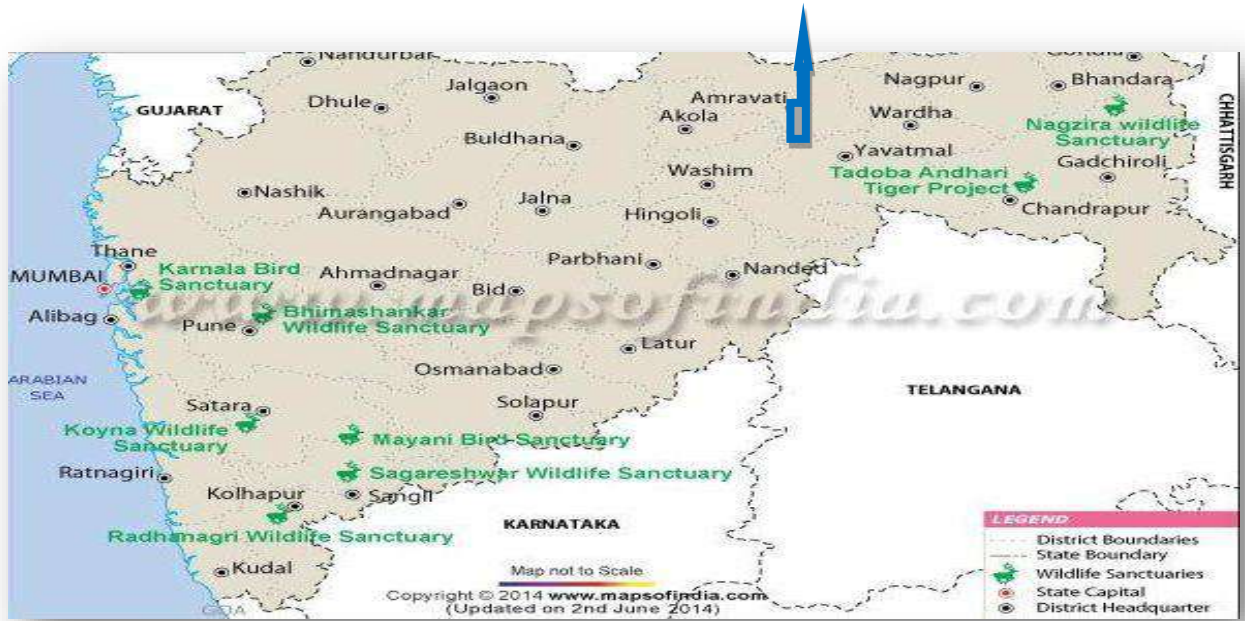 Nandurbar
Gondia
Jalgaon
Nagpur
Bhandara
GUJARAT
Dhule
Amravati
Akola
Wardha
CHHATTISGARH
Nagzira wildlife
Sanctuary
Buldhana
Yavatmal
Gadchiroli
Washim
Tadoba Andhari
Tiger Project
Nashik
Aurangabad
Jalna
Hingoli
Chandrapur
Thane
Parbhani
MUMBAI
Karnala Bird
Sanctuary
Ahmadnagar
Bid
Nanded
www.mapsofindia.com
Alibag
Pune
Bhimashankar
Wildlife Sanctuary
Latur
Osmanabad
ARABIAN
SEA
TELANGANA
Satara
Solapur
Koyna Wildlife
Sanctuary
Mayani Bird Sanctuary
Ratnagiri
Sagareshwar Wildlife Sanctuary
Kolhapur
Sangli
KARNATAKA
Radhanagri Wildlife Sanctuary
Kudal
GOA
Map not to Scale
Copyright © 2014 www.mapsofindia.com
(Updated on 2nd June 2014)
LEGEND
District Boundaries
State Boundary
Wildlife Sanctuaries
State Capital
District Headquarter